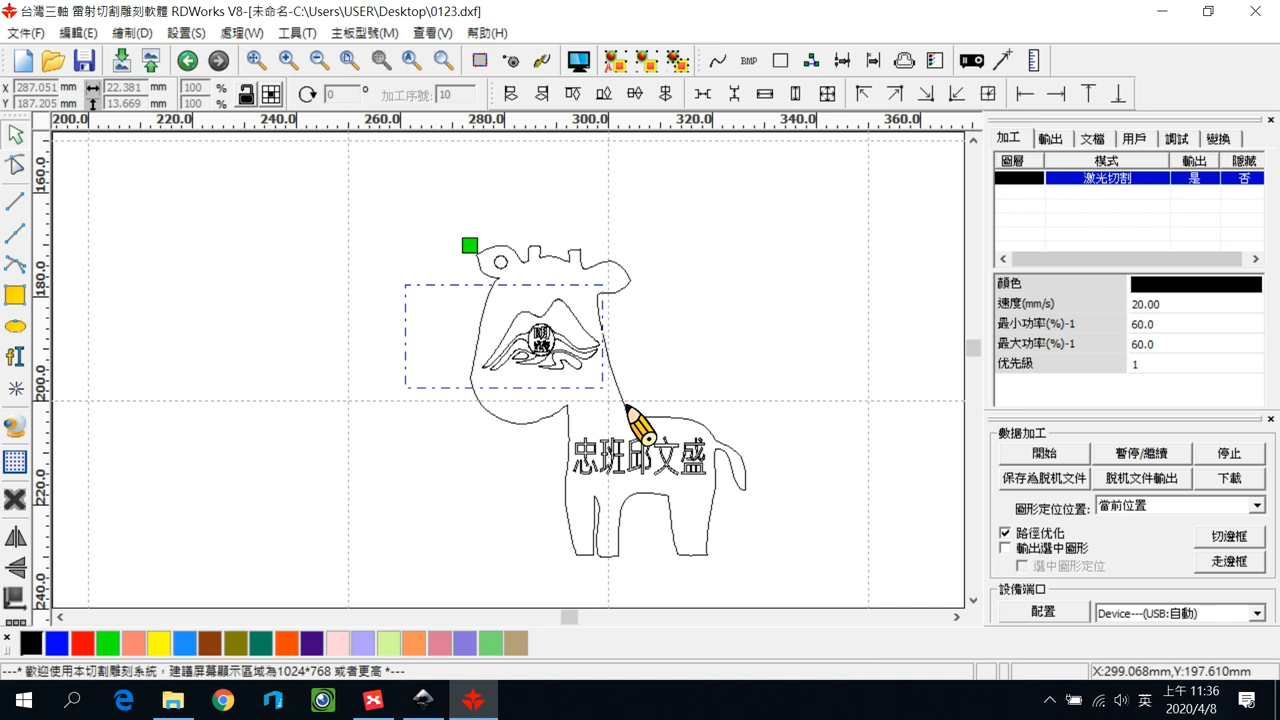 台灣三軸 雷射切割雕刻軟體 RDWorks V8-[未命名-C:\Users\USER\Desktop\0123.dxf]
文件(F) 編輯(E) 繪制(D) 設置(S) 處理(W) 工具(T) 主板型號(M) 查看(V) 幫助(H)
BMP
X 287.051 mm 22.381 mm 100 %
Y 187.205 mm 13.669 mm 100 %
0 °
加工序號: 10
200.0 220.0 240.0 260.0 280.0 300.0 320.0 340.0 360.0
160.0
180.0
200.0
220.0
240.0
忠班邱文盛
加工 輸出 文檔 用戶 調試 變換
圖層 模式 輸出 隱藏
激光切割 是 否
顏色
速度(mm/s) 20.00
最小功率(%)-1 60.0
最大功率(%)-1 60.0
优先級 1
數据加工
開始 暫停/繼續 停止
保存為脱机文件 脱机文件輸出 下載
圖形定位位置: 當前位置
路徑优化
切邊框
輸出選中圖形
走邊框
選中圖形定位
設備端口
配置 Device---(USB:自動)
---* 歡迎使用本切割雕刻系統，建議屏幕顯示區域為1024*768 或者更高 *---
X:299.068mm,Y:197.610mm
英
上午 11:36
2020/4/8